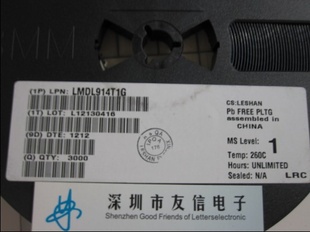 (1P) LPN: LMDL914T1G
(1T) LOT: L12130416
(9D) DTE: 1212
(Q) QTY: 3000
CS:LESHAN
Pb FREE PLTG
assembled in
CHINA
MS Level: 1
Temp: 260C
Hours: UNLIMITED
Sealed: N/A LRC
深圳市友信电子
Shenzhen Good Friends of Letterselectronic